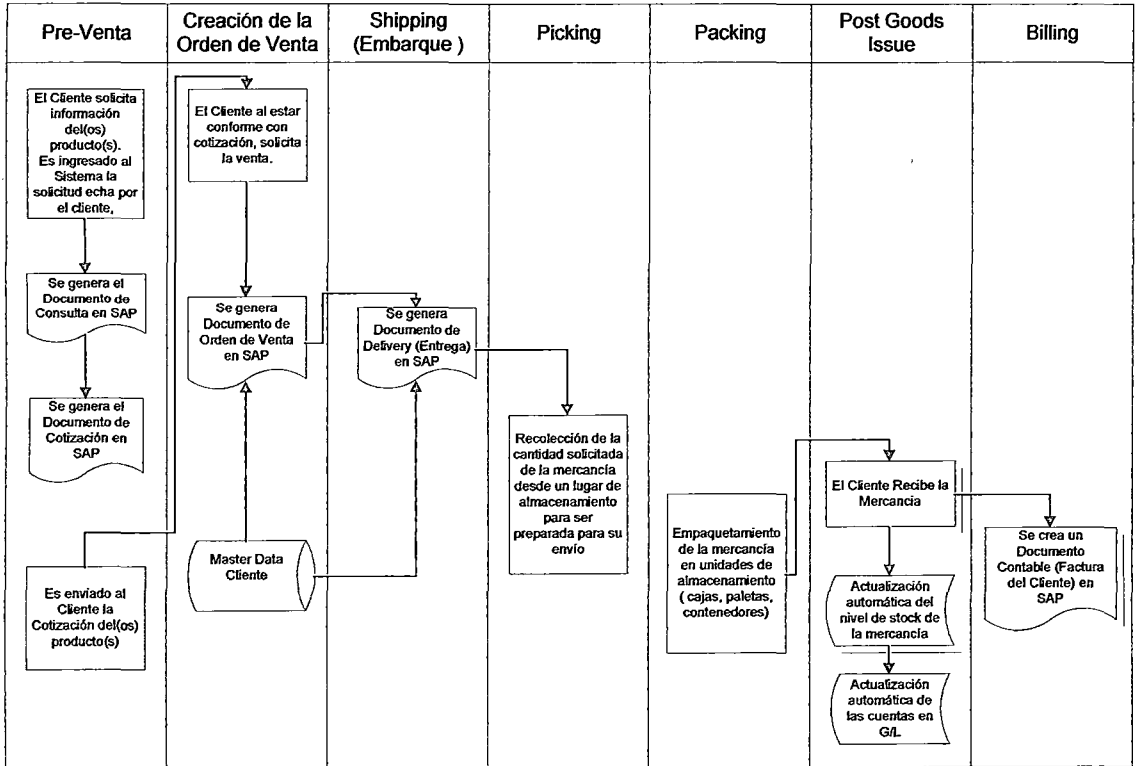 Pre-Venta
Creación de la
Orden de Venta
Shipping
(Embarque )
Picking
Packing
Post Goods
Issue
Billing
El Cliente solicita
información
del(os)
producto(s).
Es ingresado al
Sistema la
solicitud echa por
el cliente,
Se genera el
Documento de
Consulta en SAP
Se genera el
Documento de
Cotización en
SAP
Es enviado al
Cliente la
Cotización del(os)
producto(s)
El Cliente al estar
conforme con
cotización, solicita
la venta.
Se genera
Documento de
Orden de Venta
en SAP
Master Data
Cliente
Se genera
Documento de
Delivery (Entrega)
en SAP
Recolección de la
cantidad solicitada
de la mercancía
desde un lugar de
almacenamiento
para ser
preparada para su
envío
Empaquetamiento
de la mercancía
en unidades de
almacenamiento
( cajas, paletas,
contenedores)
El Cliente Recibe la
Mercancia
Actualización
automática del
nivel de stock de
la mercancía
Actualización
automática de
las cuentas en
G/L
Se crea un
Documento
Contable (Factura
del Cliente) en
SAP